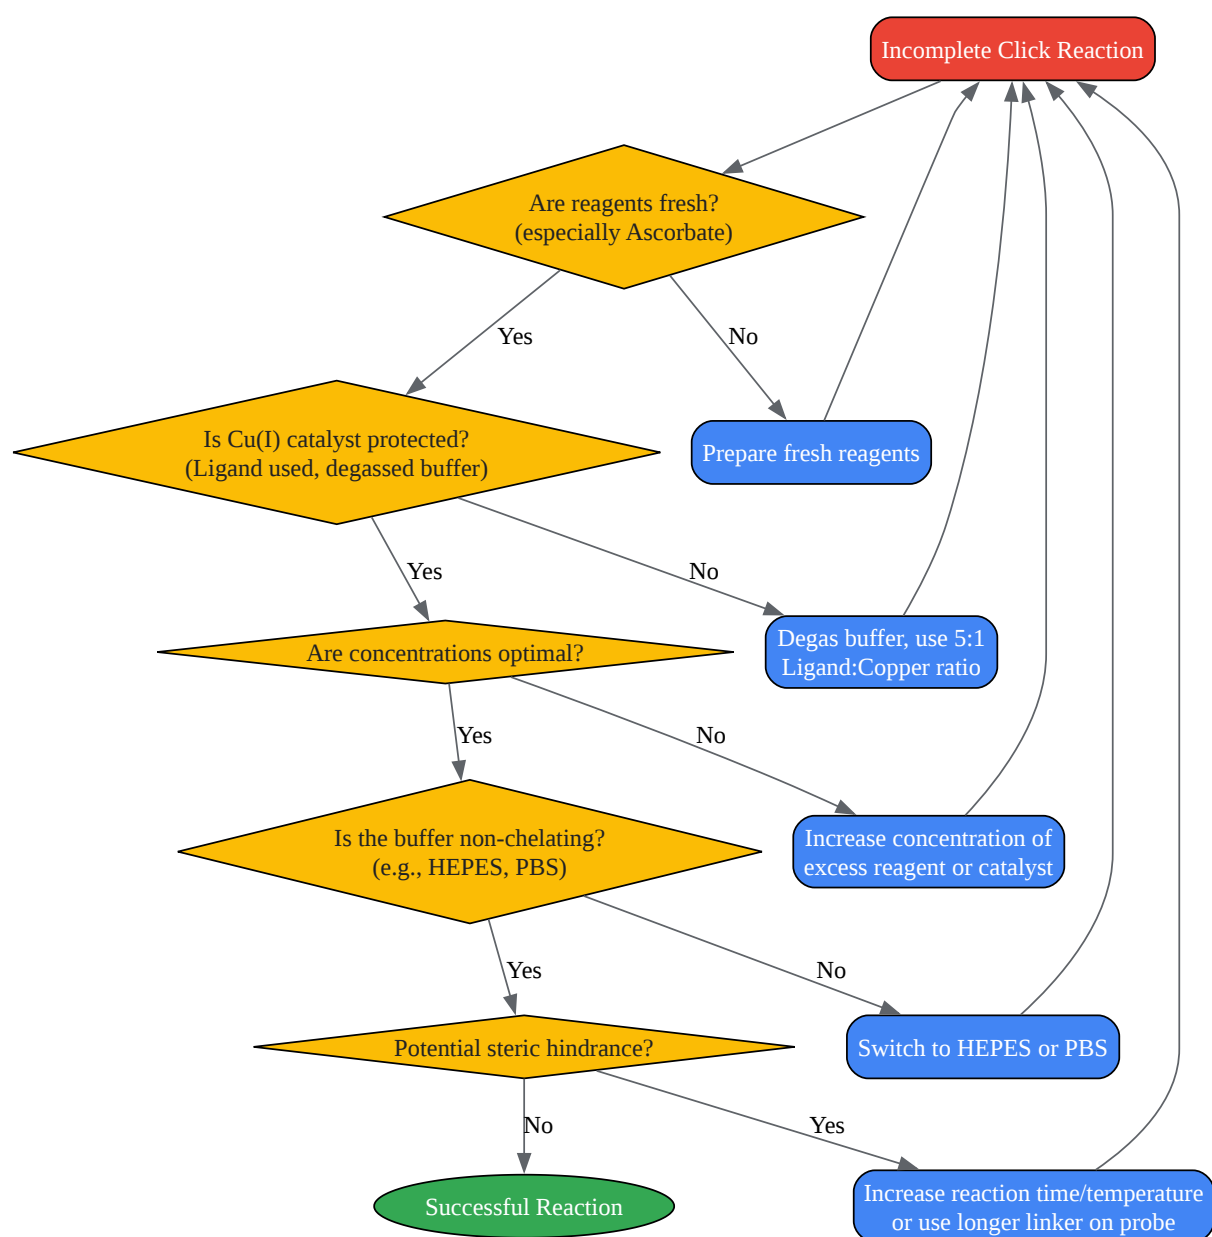 Incomplete Click Reaction
Are reagents fresh?
(especially Ascorbate)
Yes
No
Is Cu(I) catalyst protected?
(Ligand used, degassed buffer)
Prepare fresh reagents
Yes
No
Are concentrations optimal?
Degas buffer, use 5:1
Ligand:Copper ratio
Yes
No
Is the buffer non-chelating?
(e.g., HEPES, PBS)
Increase concentration of
excess reagent or catalyst
Yes
No
Potential steric hindrance?
Switch to HEPES or PBS
No
Yes
Successful Reaction
Increase reaction time/temperature
or use longer linker on probe